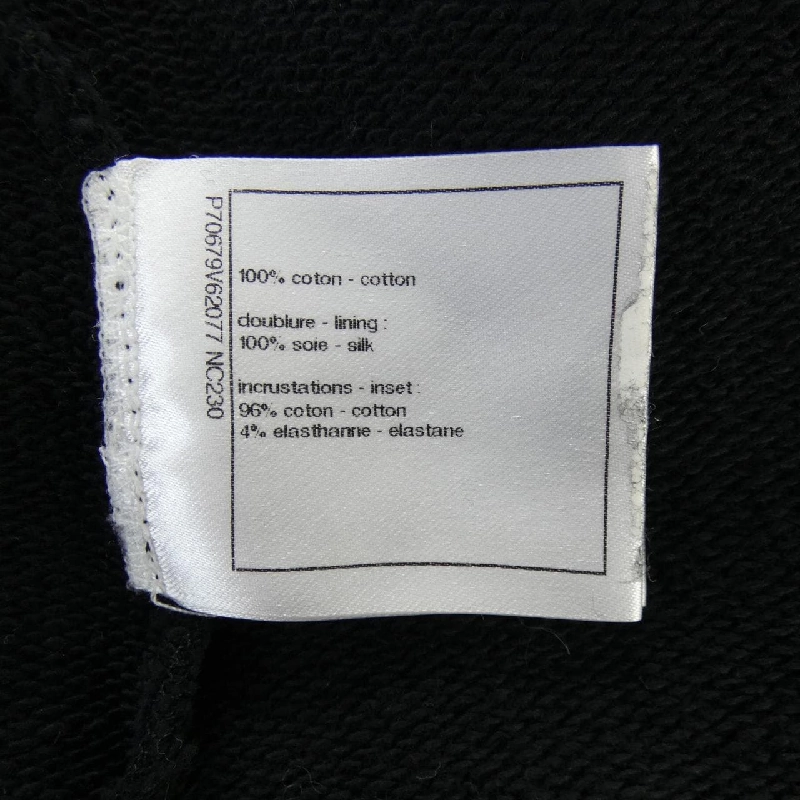 P70679V62077 NC230
100% coton - cotton
doublure - lining :
100% soie - silk
incrustations - inset :
96% coton - cotton
4% elasthanne - elastane